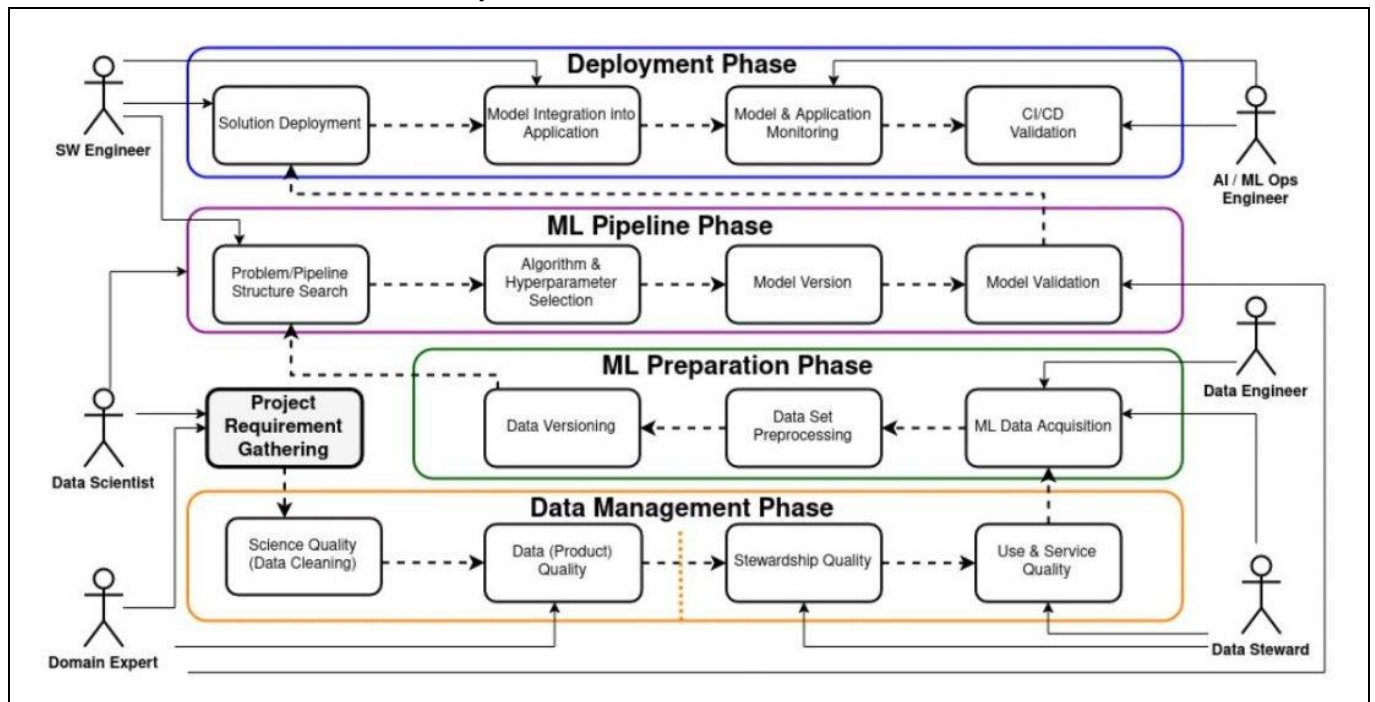 Deployment Phase
SW Engineer
Solution Deployment
Model Integration into
Application
Model & Application
Monitoring
CI/CD
Validation
AI / ML Ops
Engineer
ML Pipeline Phase
Problem/Pipeline
Structure Search
Algorithm &
Hyperparameter
Selection
Model Version
Model Validation
Data Engineer
ML Preparation Phase
Data Scientist
Project
Requirement
Gathering
Data Versioning
Data Set
Preprocessing
ML Data Acquisition
Data Management Phase
Science Quality
(Data Cleaning)
Data (Product)
Quality
Stewardship Quality
Use & Service
Quality
Domain Expert
Data Steward